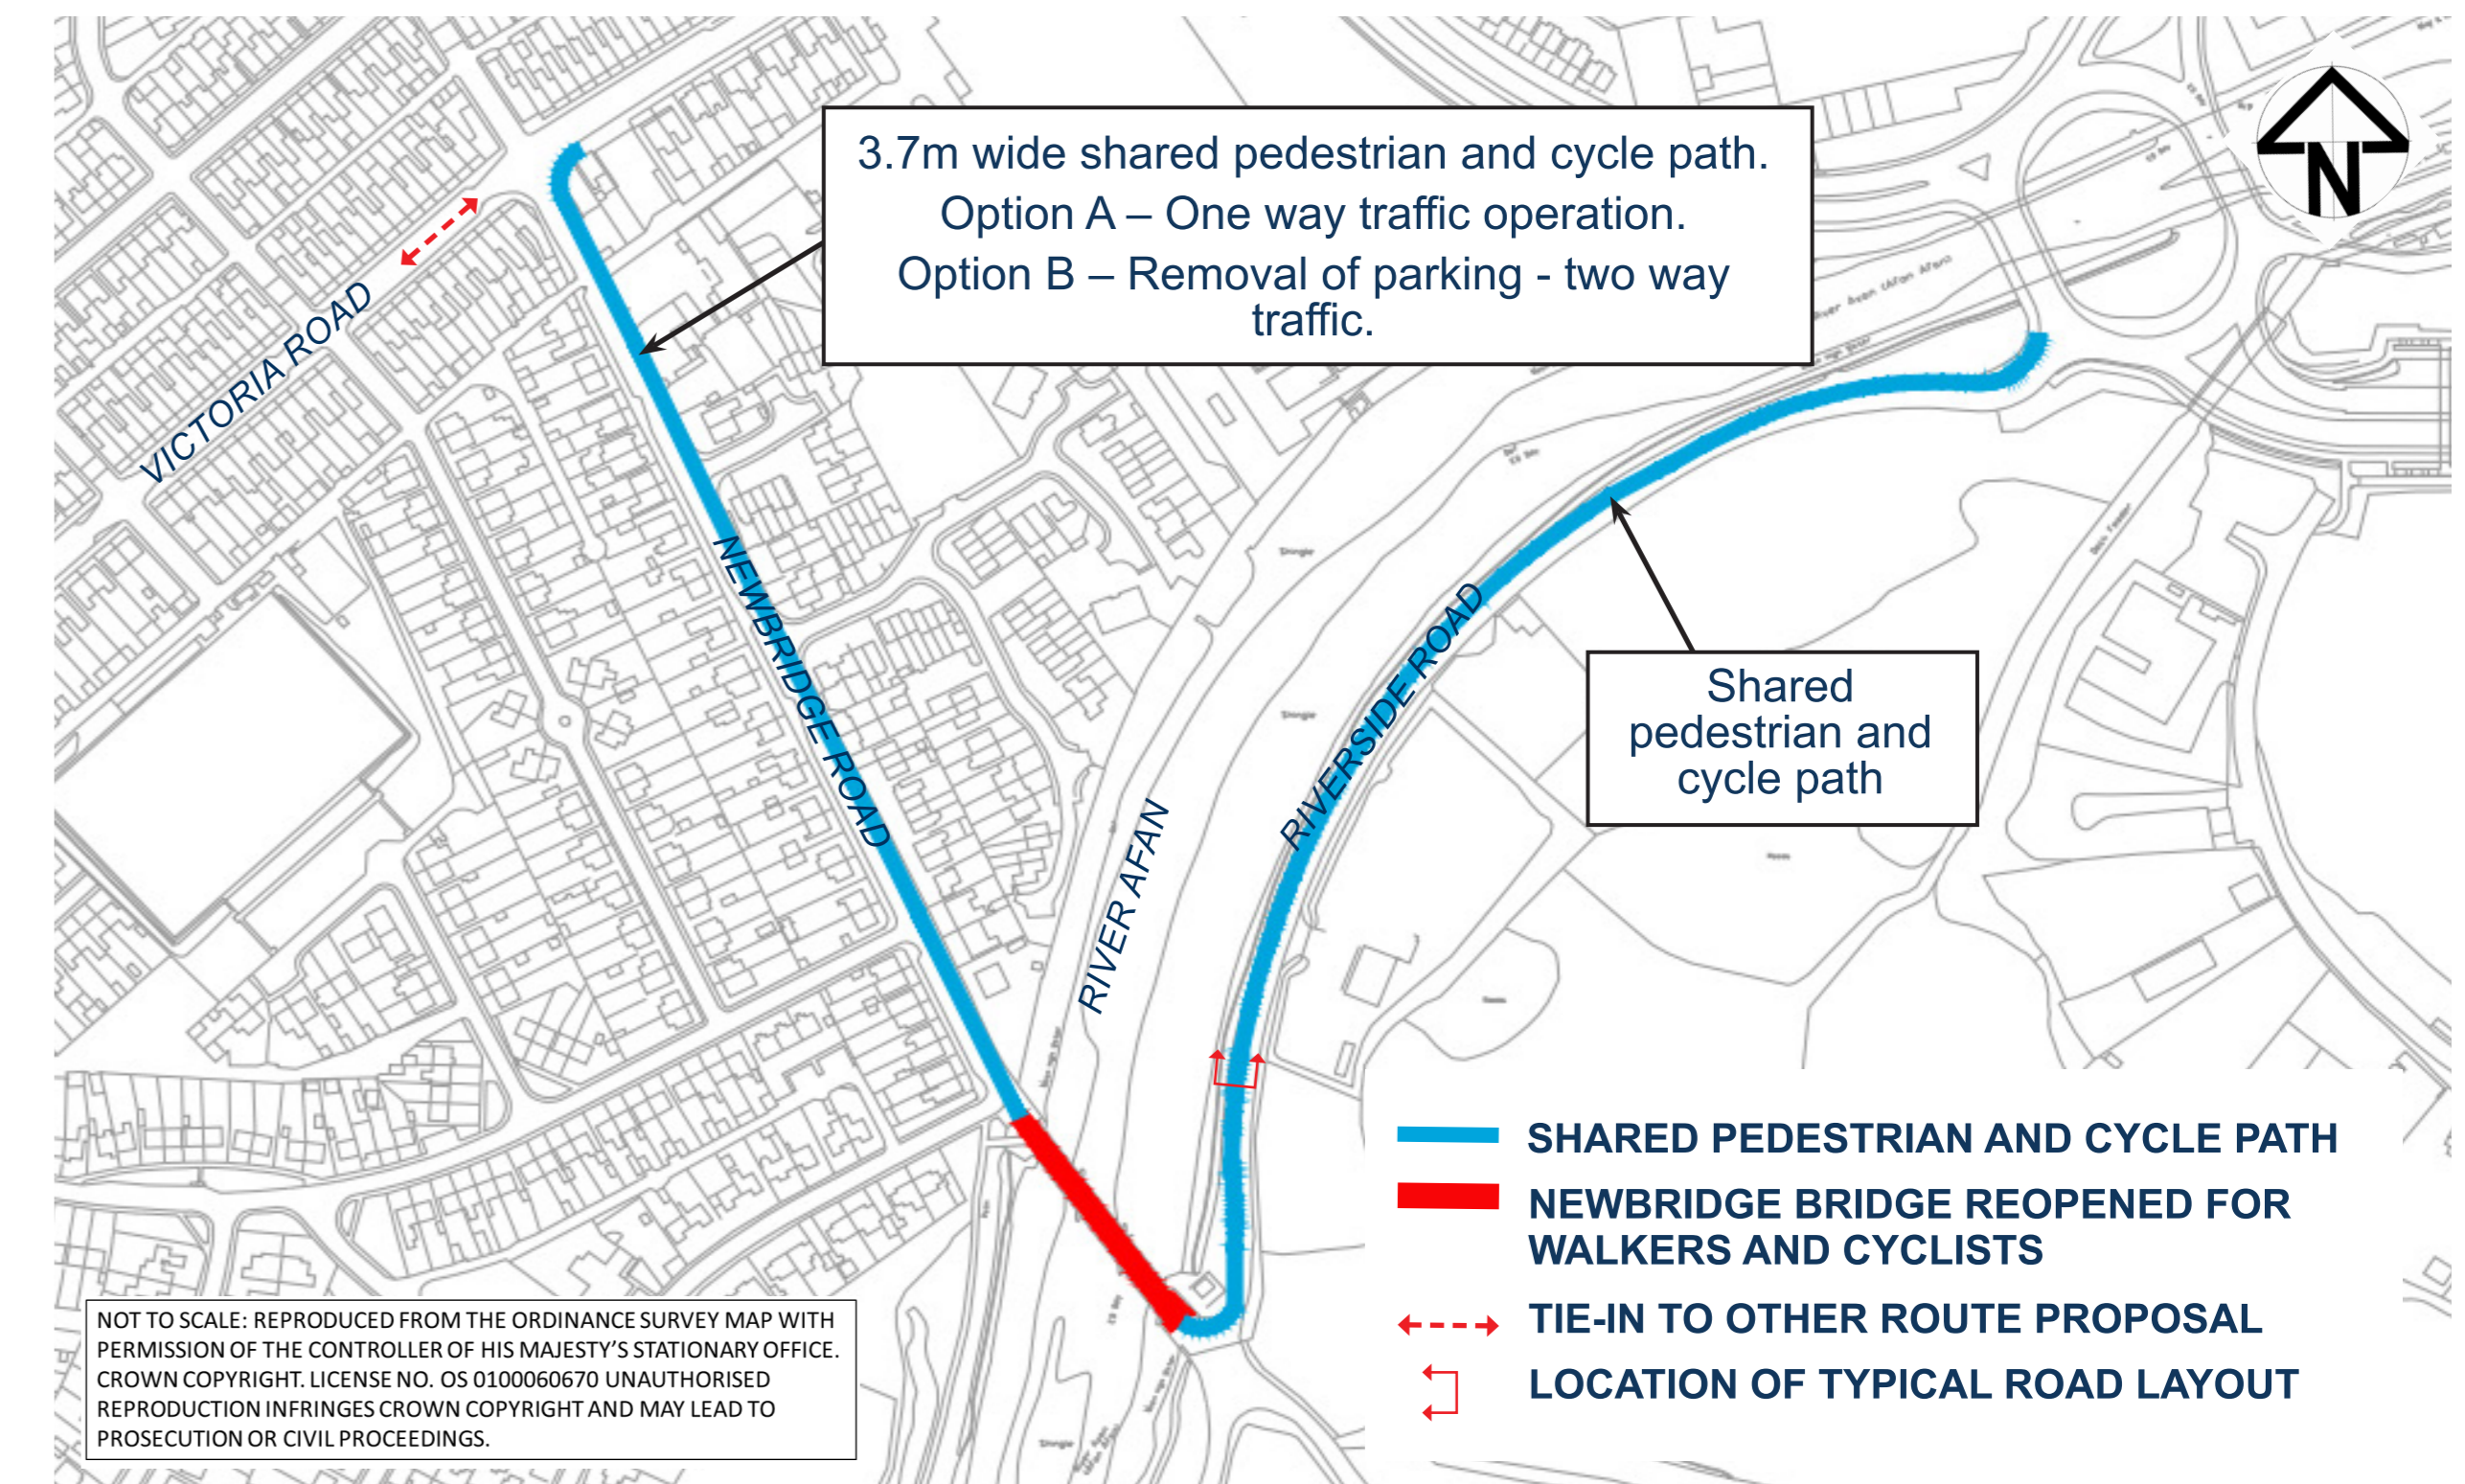 3.7m wide shared pedestrian and cycle path.
Option A – One way traffic operation.
Option B – Removal of parking - two way
traffic.
N
VICTORIA ROAD
NEWBRIDGE ROAD
RIVER AFAN
RIVERSIDE ROAD
Shingle
Shingle
Shared
pedestrian and
cycle path
SHARED PEDESTRIAN AND CYCLE PATH
NEWBRIDGE BRIDGE REOPENED FOR
WALKERS AND CYCLISTS
TIE-IN TO OTHER ROUTE PROPOSAL
LOCATION OF TYPICAL ROAD LAYOUT
NOT TO SCALE: REPRODUCED FROM THE ORDINANCE SURVEY MAP WITH
PERMISSION OF THE CONTROLLER OF HIS MAJESTY’S STATIONARY OFFICE.
CROWN COPYRIGHT. LICENSE NO. OS 0100060670 UNAUTHORISED
REPRODUCTION INFRINGES CROWN COPYRIGHT AND MAY LEAD TO
PROSECUTION OR CIVIL PROCEEDINGS.
Shingle